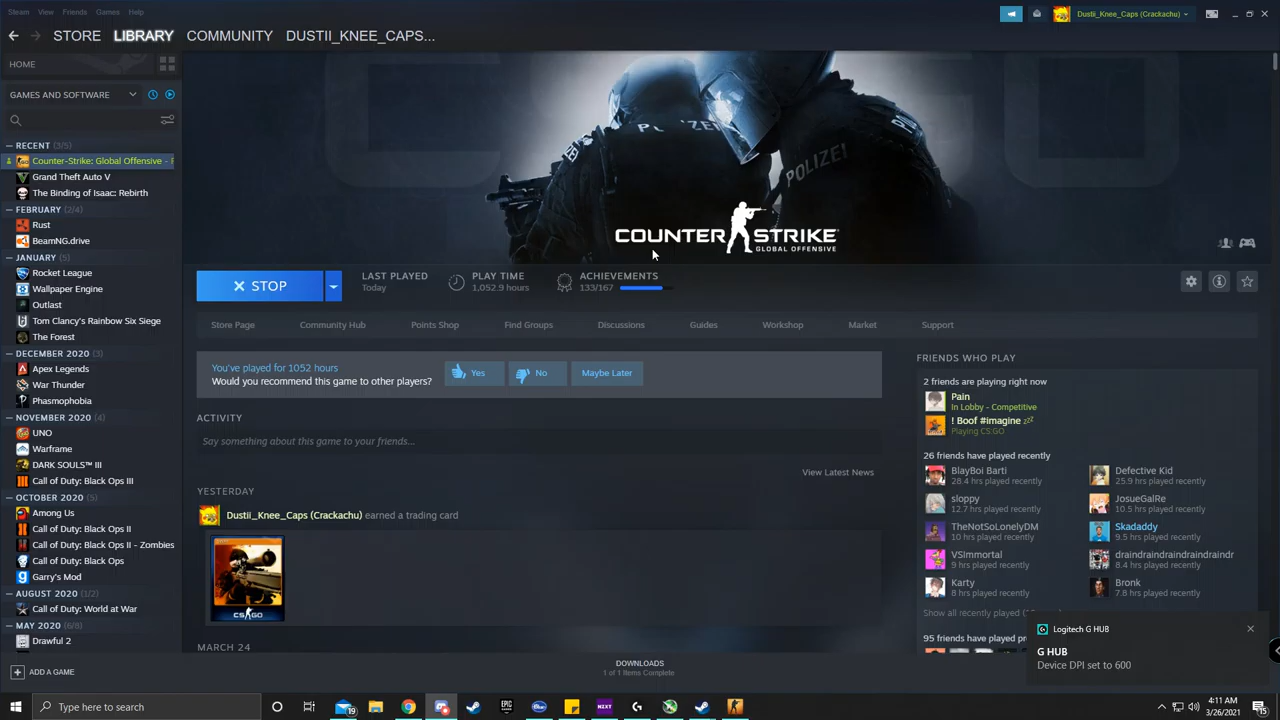 Steam View Friends Games Help
Dustii_Knee_Caps (Crackachu)
STORE LIBRARY COMMUNITY DUSTII_KNEE_CAPS...
HOME
GAMES AND SOFTWARE
RECENT (3/5)
Counter-Strike: Global Offensive -
Grand Theft Auto V
The Binding of Isaac: Rebirth
FEBRUARY (2/4)
Rust
BeamNG.drive
JANUARY (5)
Rocket League
Wallpaper Engine
Outlast
Tom Clancy's Rainbow Six Siege
The Forest
DECEMBER 2020 (3)
Apex Legends
War Thunder
Phasmophobia
NOVEMBER 2020 (4)
UNO
Warframe
DARK SOULS™ III
Call of Duty: Black Ops III
OCTOBER 2020 (5)
Among Us
Call of Duty: Black Ops II
Call of Duty: Black Ops II - Zombies
Call of Duty: Black Ops
Garry's Mod
AUGUST 2020 (1/2)
Call of Duty: World at War
MAY 2020 (6/8)
Drawful 2
ADD A GAME
POLIZEI
POLIZEI
COUNTER STRIKE
GLOBAL OFFENSIVE
STOP
LAST PLAYED
Today
PLAY TIME
1,052.9 hours
ACHIEVEMENTS
133/167
Store Page Community Hub Points Shop Find Groups Discussions Guides Workshop Market Support
You've played for 1052 hours
Would you recommend this game to other players?
Yes No Maybe Later
ACTIVITY
Say something about this game to your friends...
View Latest News
YESTERDAY
Dustii_Knee_Caps (Crackachu) earned a trading card
CS:GO
MARCH 24
FRIENDS WHO PLAY
2 friends are playing right now
Pain
In Lobby - Competitive
! Boof #imagine zzz
Playing CS:GO
26 friends have played recently
BlayBoi Barti
28.4 hrs played recently
Defective Kid
25.9 hrs played recently
sloppy
12.7 hrs played recently
JosueGalRe
10.5 hrs played recently
TheNotSoLonelyDM
10 hrs played recently
Skadaddy
9.5 hrs played recently
VSImmortal
9 hrs played recently
draindraindraindraindraindr
8.4 hrs played recently
Karty
8 hrs played recently
Bronk
7.8 hrs played recently
Show all recently played
95 friends have played
Logitech G HUB
G HUB
Device DPI set to 600
DOWNLOADS
1 of 1 Items Complete
Type here to search
19
EPIC
NZXT
4:11 AM
3/26/2021